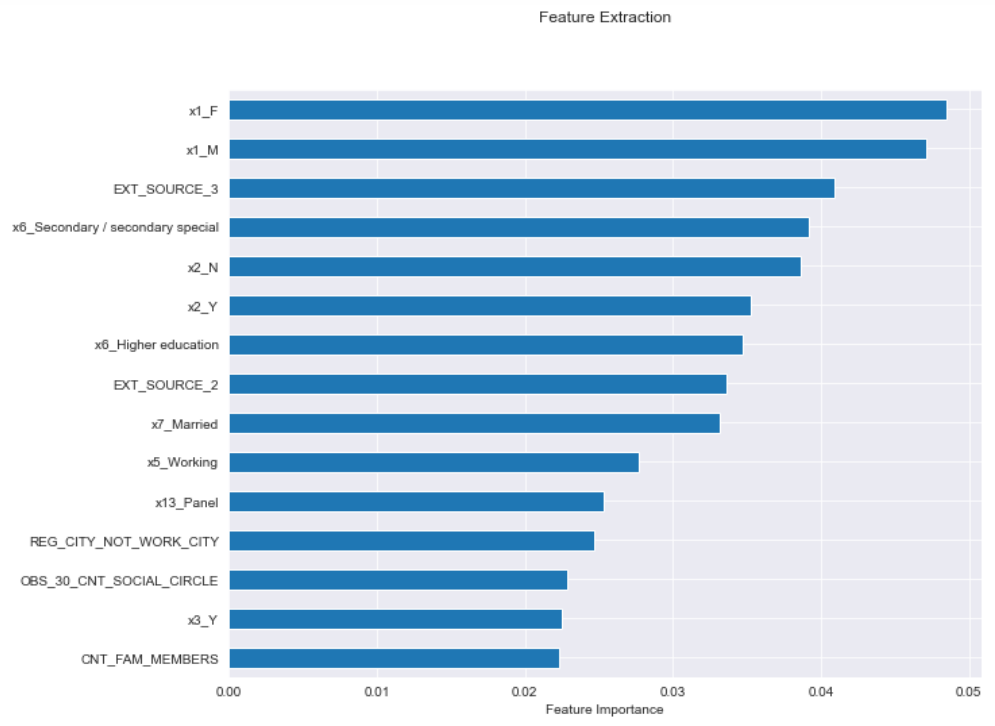 Feature Extraction
x1_F
x1_M
EXT_SOURCE_3
x6_Secondary / secondary special
x2_N
x2_Y
x6_Higher education
EXT_SOURCE_2
x7_Married
x5_Working
x13_Panel
REG_CITY_NOT_WORK_CITY
OBS_30_CNT_SOCIAL_CIRCLE
x3_Y
CNT_FAM_MEMBERS
0.00 0.01 0.02 0.03 0.04 0.05
Feature Importance